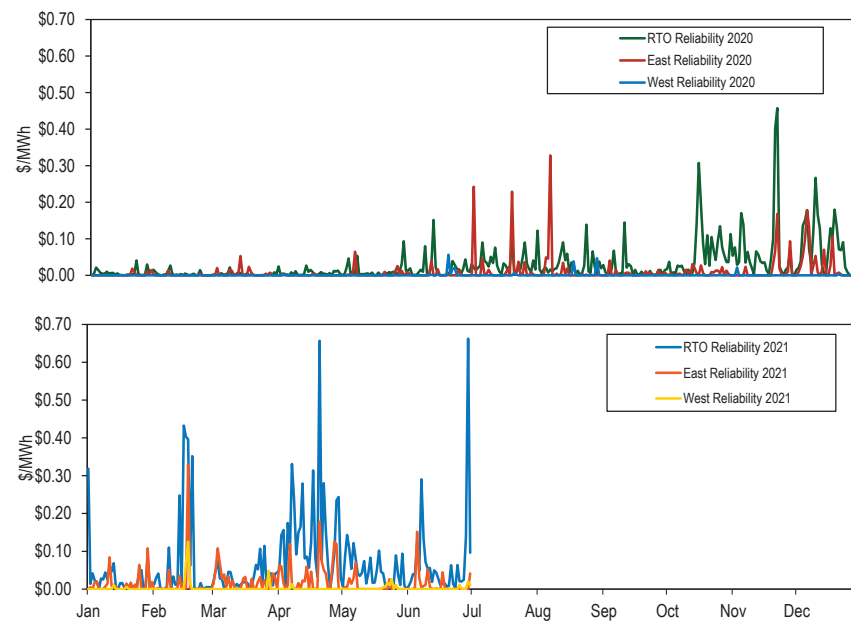 $0.70
$0.60
$0.50
$0.40
$0.30
$0.20
$0.10
$0.00
$/MWh
RTO Reliability 2020
East Reliability 2020
West Reliability 2020
$0.70
$0.60
$0.50
$0.40
$0.30
$0.20
$0.10
$0.00
$/MWh
RTO Reliability 2021
East Reliability 2021
West Reliability 2021
Jan Feb Mar Apr May Jun Jul Aug Sep Oct Nov Dec